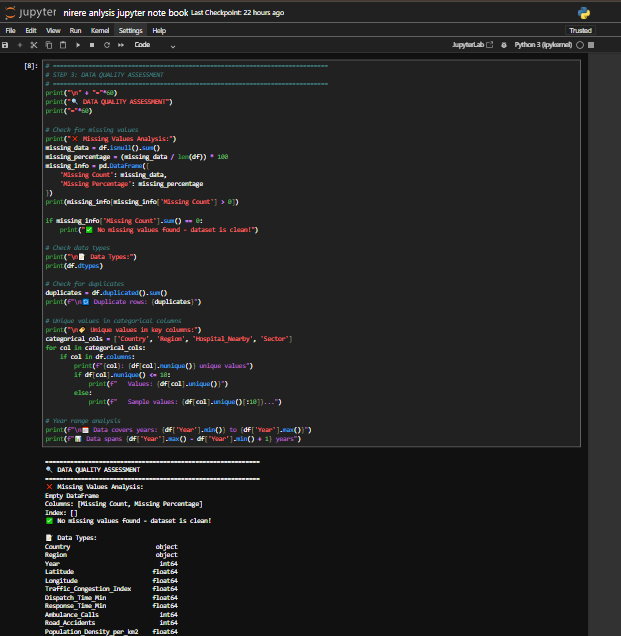 jupyter nirere anlysis jupyter note book Last Checkpoint: 22 hours ago
File Edit View Run Kernel Settings Help Trusted
Code JupyterLab Python 3 (ipykernel)
[8]: # ============================================================================
# STEP 3: DATA QUALITY ASSESSMENT
# ============================================================================
print("\n" + "="*60)
print("🔍 DATA QUALITY ASSESSMENT")
print("="*60)

# Check for missing values
print("❌ Missing Values Analysis:")
missing_data = df.isnull().sum()
missing_percentage = (missing_data / len(df)) * 100
missing_info = pd.DataFrame({
    'Missing Count': missing_data,
    'Missing Percentage': missing_percentage
})
print(missing_info[missing_info['Missing Count'] > 0])

if missing_info['Missing Count'].sum() == 0:
    print("✅ No missing values found - dataset is clean!")

# Check data types
print("\n📝 Data Types:")
print(df.dtypes)

# Check for duplicates
duplicates = df.duplicated().sum()
print(f"\n🔄 Duplicate rows: {duplicates}")

# Unique values in categorical columns
print("\n🏷️ Unique values in key columns:")
categorical_cols = ['Country', 'Region', 'Hospital_Nearby', 'Sector']
for col in categorical_cols:
    if col in df.columns:
        print(f"{col}: {df[col].nunique()} unique values")
        if df[col].nunique() <= 10:
            print(f"   Values: {df[col].unique()}")
        else:
            print(f"   Sample values: {df[col].unique()[:10]}...")

# Year range analysis
print(f"\n📅 Data covers years: {df['Year'].min()} to {df['Year'].max()}")
print(f"📊 Data spans {df['Year'].max() - df['Year'].min() + 1} years")

============================================================
🔍 DATA QUALITY ASSESSMENT
============================================================
❌ Missing Values Analysis:
Empty DataFrame
Columns: [Missing Count, Missing Percentage]
Index: []
✅ No missing values found - dataset is clean!

📝 Data Types:
Country object
Region object
Year int64
Latitude float64
Longitude float64
Traffic_Congestion_Index float64
Dispatch_Time_Min float64
Response_Time_Min float64
Ambulance_Calls int64
Road_Accidents int64
Population_Density_per_km2 float64